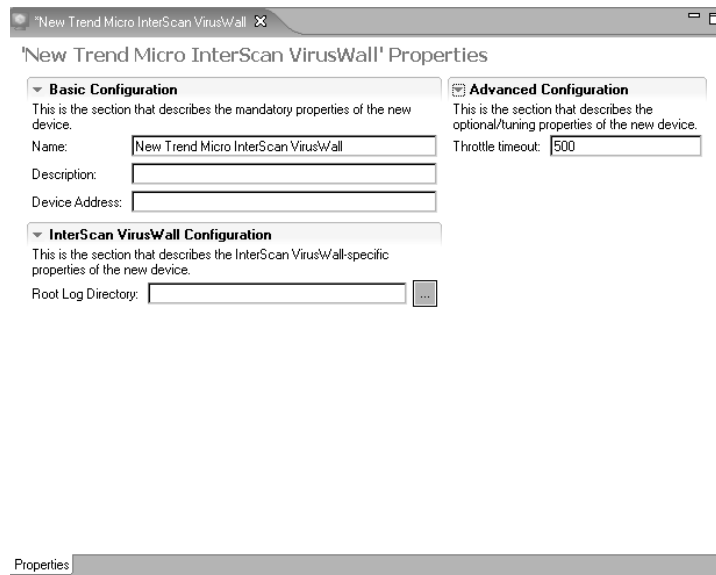 *New Trend Micro InterScan VirusWall
'New Trend Micro InterScan VirusWall' Properties
Basic Configuration
This is the section that describes the mandatory properties of the new
device.
Name: New Trend Micro InterScan VirusWall
Description:
Device Address:
InterScan VirusWall Configuration
This is the section that describes the InterScan VirusWall-specific
properties of the new device.
Root Log Directory: ...
Advanced Configuration
This is the section that describes the
optional/tuning properties of the new device.
Throttle timeout: 500
Properties